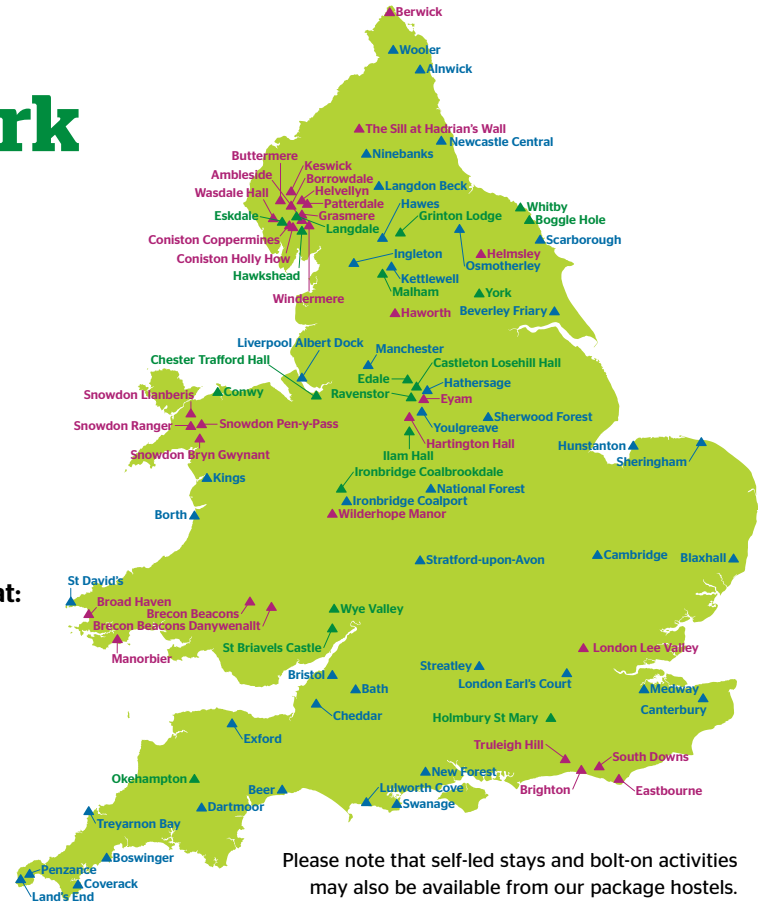 Berwick
Wooler
Alnwick
rk
The Sill at Hadrian's Wall
Newcastle Central
Buttermere
Ninebanks
Keswick
Ambleside
Borrowdale
Langdon Beck
Wasdale Hall
Helvellyn
Patterdale
Hawes
Whitby
Eskdale
Grasmere
Grinton Lodge
Boggle Hole
Langdale
Coniston Coppermines
Scarborough
Ingleton
Helmsley
Coniston Holly How
Osmotherley
Hawkshead
Kettlewell
Malham
York
Windermere
Haworth
Beverley Friary
Liverpool Albert Dock
Manchester
Chester Trafford Hall
Castleton Losehill Hall
Edale
Hathersage
Snowdon Llanberis
Conwy
Ravenstor
Eyam
Snowdon Ranger
Snowdon Pen-y-Pass
Sherwood Forest
Youlgreave
Hartington Hall
Hunstanton
Snowdon Bryn Gwynant
Ilam Hall
Sheringham
Ironbridge Coalbrookdale
Kings
National Forest
Ironbridge Coalport
Borth
Wilderhope Manor
Stratford-upon-Avon
Cambridge
Blaxhall
St David's
at:
Broad Haven
Brecon Beacons
Wye Valley
Brecon Beacons Danywenallt
St Briavels Castle
London Lee Valley
Manorbier
Streatley
Bristol
London Earl's Court
Bath
Medway
Canterbury
Cheddar
Holmbury St Mary
Exford
Truleigh Hill
South Downs
New Forest
Okehampton
Beer
Lulworth Cove
Brighton
Eastbourne
Dartmoor
Swanage
Treyarnon Bay
Boswinger
Penzance
Coverack
Land's End
Please note that self-led stays and bolt-on activities
may also be available from our package hostels.